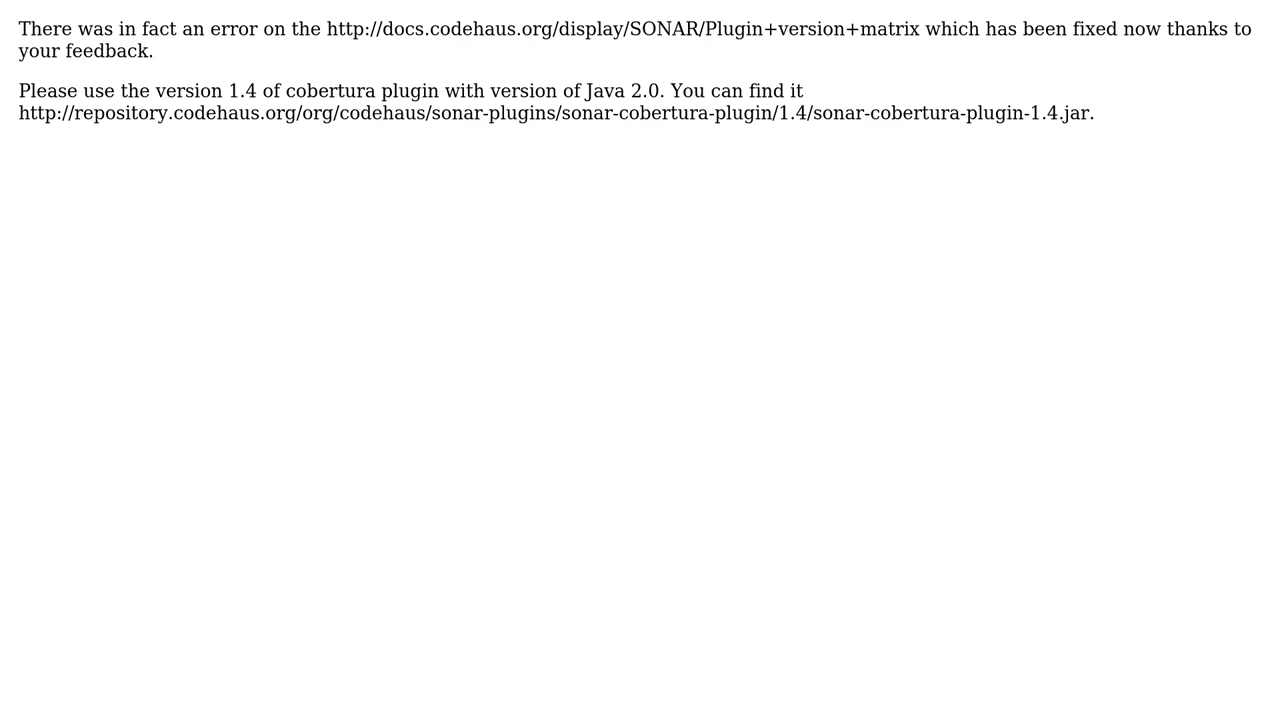 There was in fact an error on the http://docs.codehaus.org/display/SONAR/Plugin+version+matrix which has been fixed now thanks to
your feedback.
Please use the version 1.4 of cobertura plugin with version of Java 2.0. You can find it
http://repository.codehaus.org/org/codehaus/sonar-plugins/sonar-cobertura-plugin/1.4/sonar-cobertura-plugin-1.4.jar.